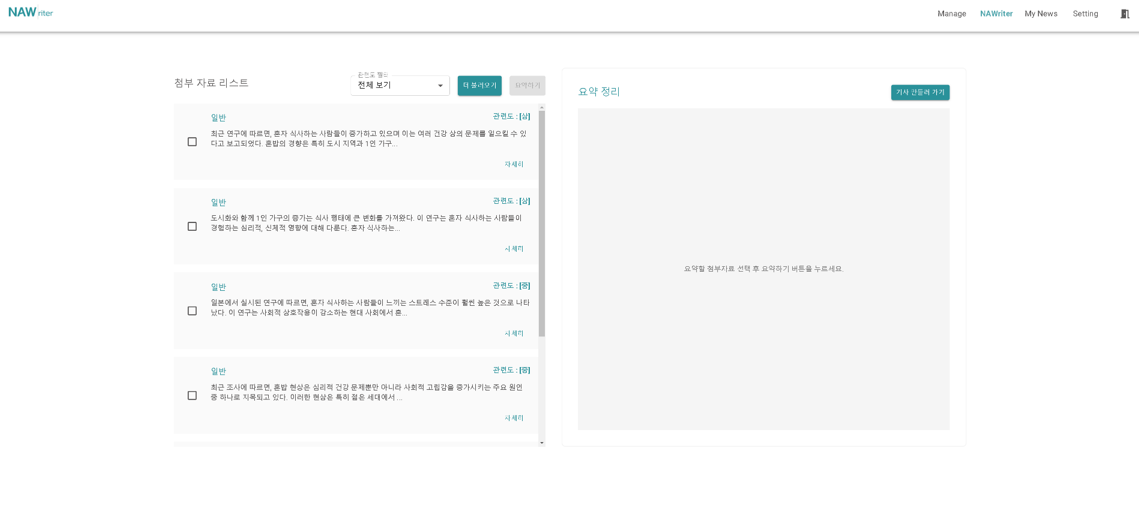 NAWriter
Manage
NAWriter
My News
Setting
첨부 자료 리스트
관련도 필터
전체 보기
더 불러오기
요약하기
일반
관련도 : [상]
최근 연구에 따르면, 혼자 식사하는 사람들이 증가하고 있으며 이는 여러 건강 상의 문제를 일으킬 수 있
다고 보고되었다. 혼밥의 경향은 특히 도시 지역과 1인 가구...
자세히
일반
관련도 : [상]
도시화와 함께 1인 가구의 증가는 식사 행태에 큰 변화를 가져왔다. 이 연구는 혼자 식사하는 사람들이
경험하는 심리적, 신체적 영향에 대해 다룬다. 혼자 식사하는...
자세히
일반
관련도 : [중]
일본에서 실시된 연구에 따르면, 혼자 식사하는 사람들이 느끼는 스트레스 수준이 훨씬 높은 것으로 나타
났다. 이 연구는 사회적 상호작용이 감소하는 현대 사회에서 혼...
자세히
일반
관련도 : [중]
최근 조사에 따르면, 혼밥 현상은 심리적 건강 문제뿐만 아니라 사회적 고립감을 증가시키는 주요 원인
중 하나로 지목되고 있다. 이러한 현상은 특히 젊은 세대에서 ...
자세히
요약 정리
기사 만들러 가기
요약할 첨부자료 선택 후 요약하기 버튼을 누르세요.